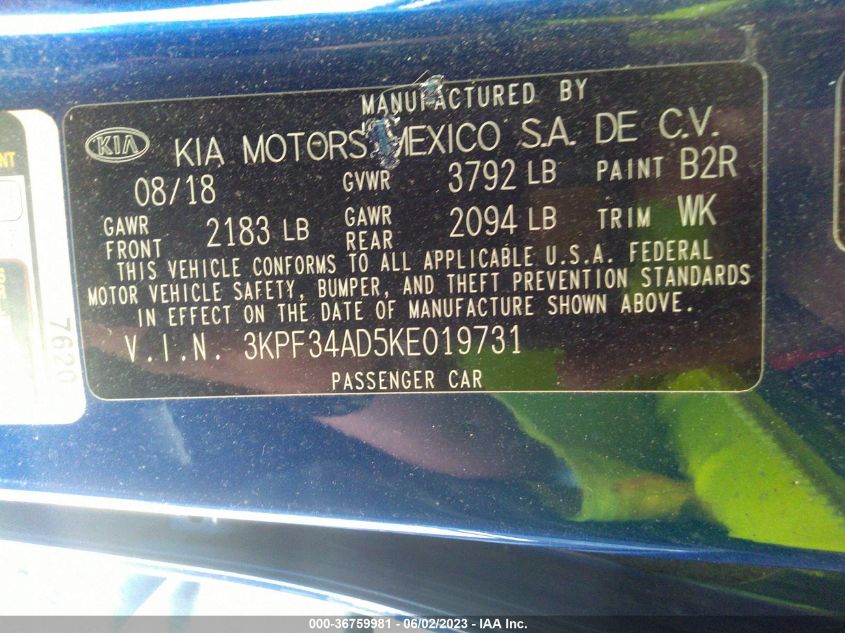 MANUFACTURED BY
KIA KIA MOTORS MEXICO S.A. DE C.V.
08/18 GVWR 3792 LB PAINT B2R
GAWR FRONT 2183 LB GAWR REAR 2094 LB TRIM WK
THIS VEHICLE CONFORMS TO ALL APPLICABLE U.S.A. FEDERAL
MOTOR VEHICLE SAFETY, BUMPER, AND THEFT PREVENTION STANDARDS
IN EFFECT ON THE DATE OF MANUFACTURE SHOWN ABOVE.
V.I.N. 3KPF34AD5KE019731
PASSENGER CAR
7620
000-36759981 - 06/02/2023 - IAA Inc.